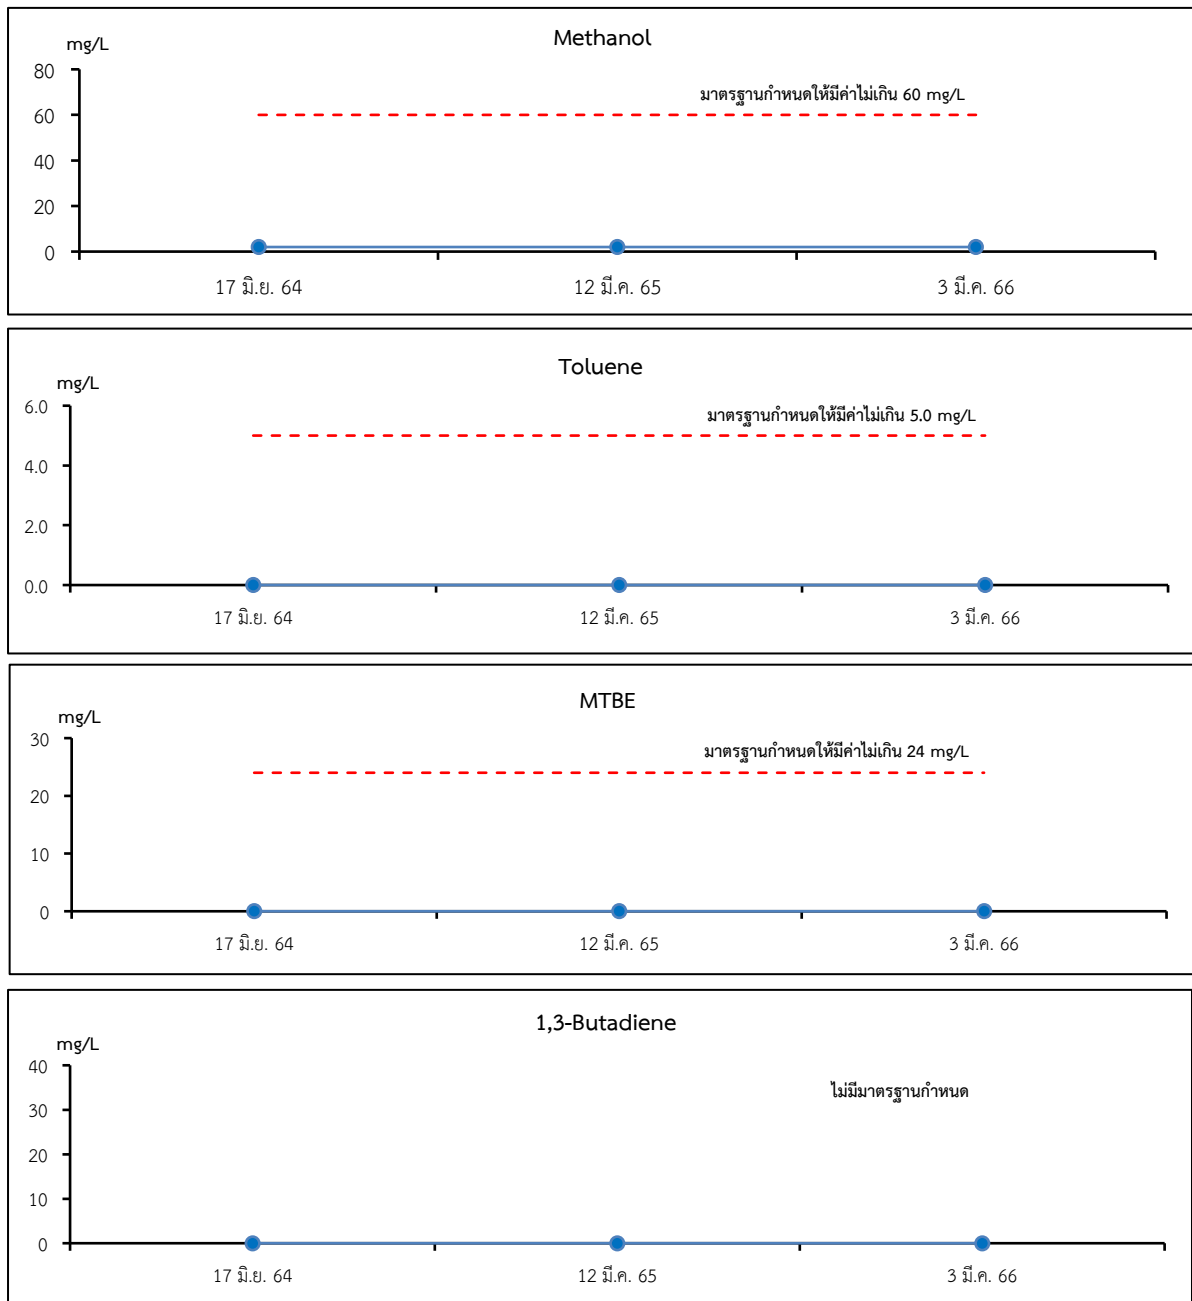 Methanol
mg/L
80
มาตรฐานกำหนดให้มีค่าไม่เกิน 60 mg/L
60
40
20
0
17 มิ.ย. 64 12 มี.ค. 65 3 มี.ค. 66
Toluene
mg/L
6.0
มาตรฐานกำหนดให้มีค่าไม่เกิน 5.0 mg/L
4.0
2.0
0.0
17 มิ.ย. 64 12 มี.ค. 65 3 มี.ค. 66
MTBE
mg/L
30
มาตรฐานกำหนดให้มีค่าไม่เกิน 24 mg/L
20
10
0
17 มิ.ย. 64 12 มี.ค. 65 3 มี.ค. 66
1,3-Butadiene
mg/L
40
ไม่มีมาตรฐานกำหนด
30
20
10
0
17 มิ.ย. 64 12 มี.ค. 65 3 มี.ค. 66